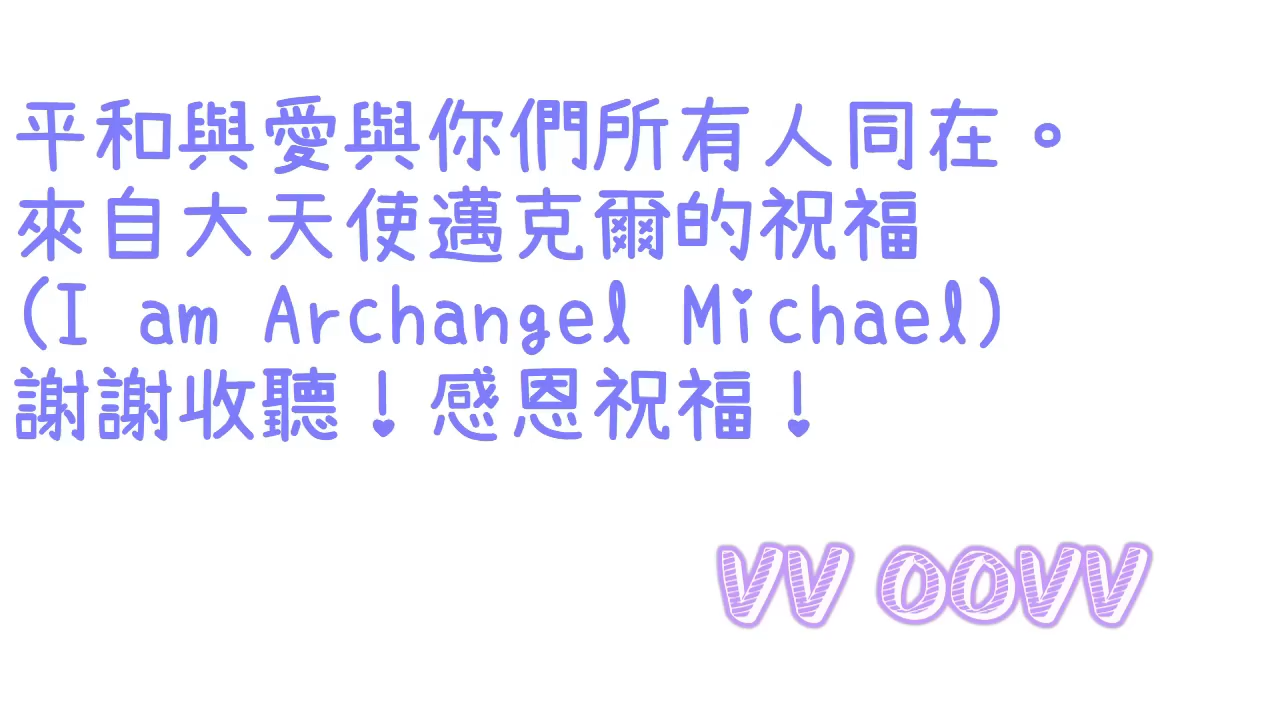 平和與愛與你們所有人同在。
來自大天使邁克爾的祝福
(I am Archangel Michael)
謝謝收聽！感恩祝福！
VV OOVV